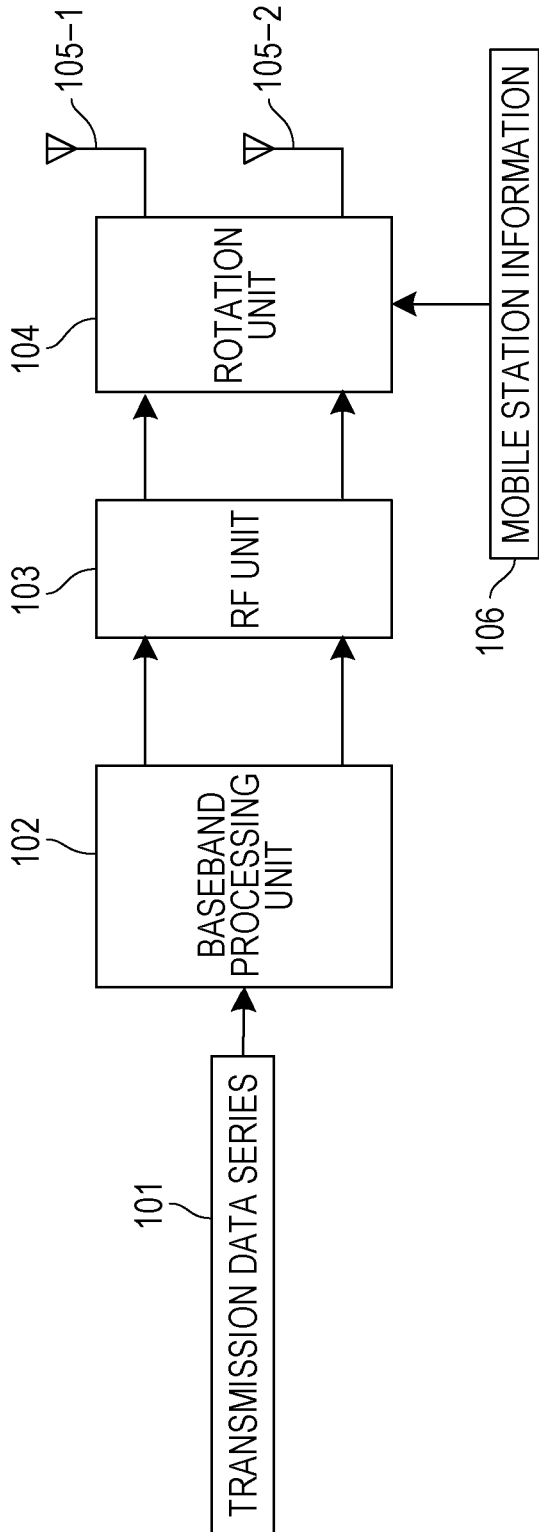 101
TRANSMISSION DATA SERIES
102
BASEBAND
PROCESSING
UNIT
103
RF UNIT
104
ROTATION
UNIT
105-1
105-2
106
MOBILE STATION INFORMATION